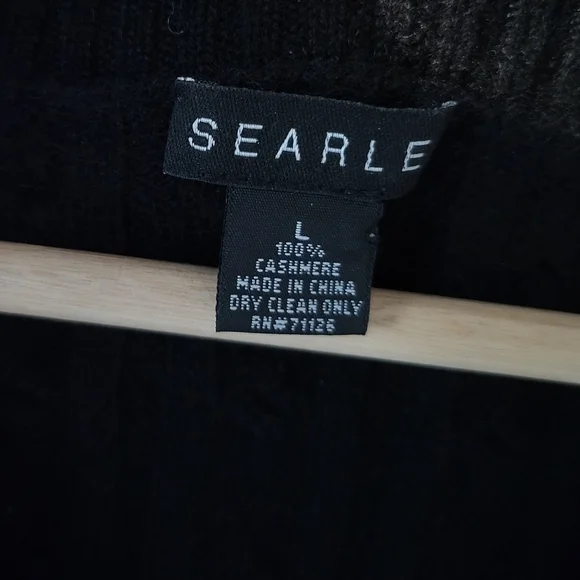 SEARLE
L
100%
CASHMERE
MADE IN CHINA
DRY CLEAN ONLY
RN#71126